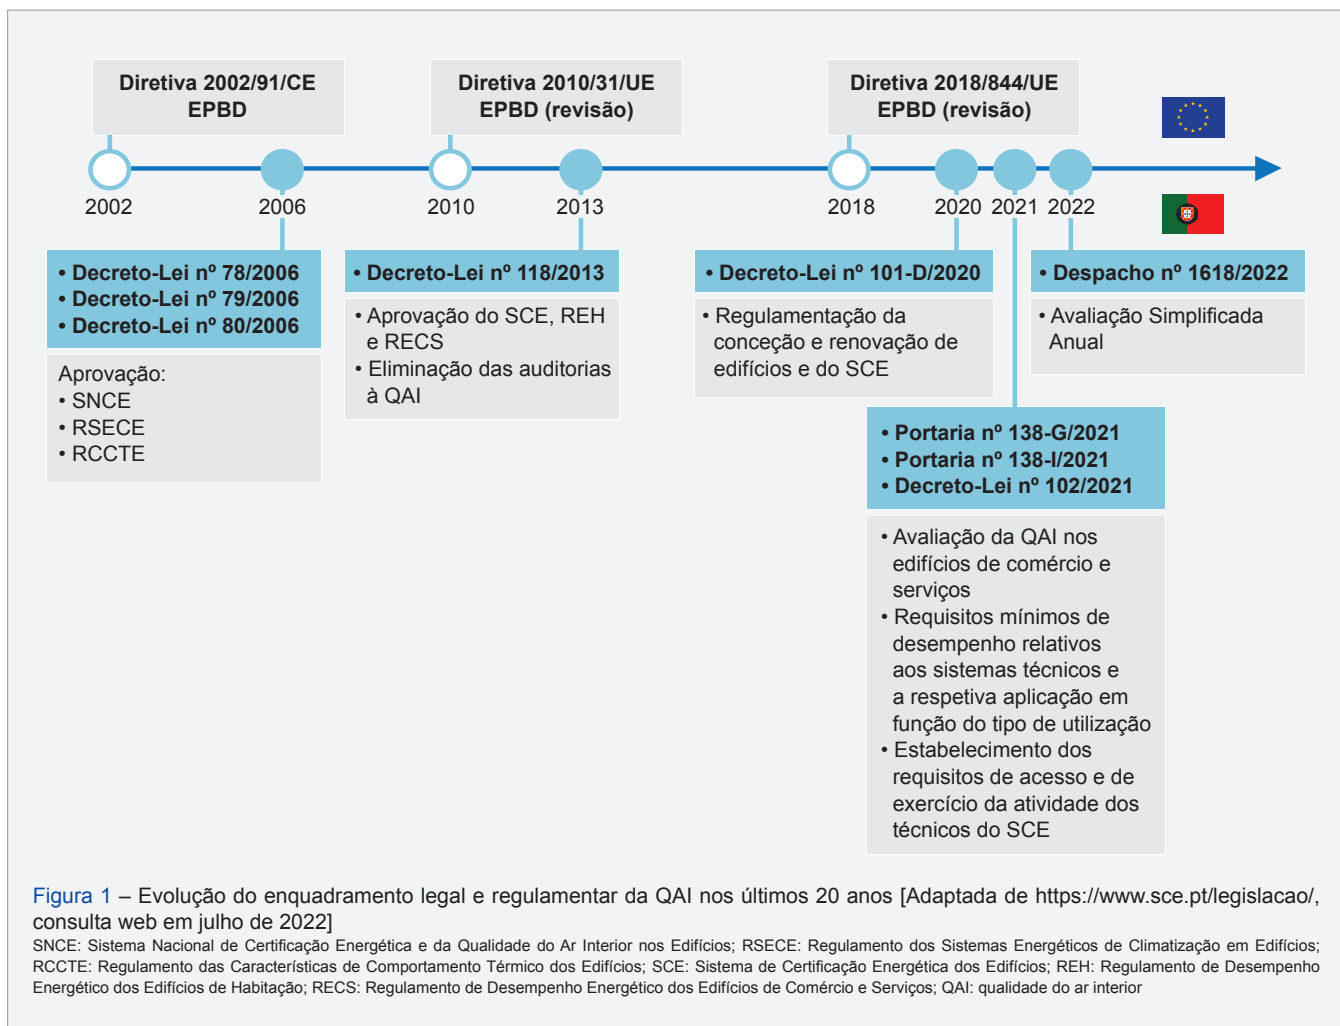 Diretiva 2002/91/CE
EPBD
Diretiva 2010/31/UE
EPBD (revisão)
Diretiva 2018/844/UE
EPBD (revisão)
2002
2006
2010
2013
2018
2020
2021
2022
• Decreto-Lei nº 78/2006
• Decreto-Lei nº 79/2006
• Decreto-Lei nº 80/2006
Aprovação:
• SNCE
• RSECE
• RCCTE
• Decreto-Lei nº 118/2013
• Aprovação do SCE, REH
e RECS
• Eliminação das auditorias
à QAI
• Decreto-Lei nº 101-D/2020
• Regulamentação da
conceção e renovação de
edifícios e do SCE
• Portaria nº 138-G/2021
• Portaria nº 138-I/2021
• Decreto-Lei nº 102/2021
• Avaliação da QAI nos
edifícios de comércio e
serviços
• Requisitos mínimos de
desempenho relativos
aos sistemas técnicos e
a respetiva aplicação em
função do tipo de utilização
• Estabelecimento dos
requisitos de acesso e de
exercício da atividade dos
técnicos do SCE
• Despacho nº 1618/2022
• Avaliação Simplificada
Anual
Figura 1 – Evolução do enquadramento legal e regulamentar da QAI nos últimos 20 anos [Adaptada de https://www.sce.pt/legislacao/,
consulta web em julho de 2022]
SNCE: Sistema Nacional de Certificação Energética e da Qualidade do Ar Interior nos Edifícios; RSECE: Regulamento dos Sistemas Energéticos de Climatização em Edifícios;
RCCTE: Regulamento das Características de Comportamento Térmico dos Edifícios; SCE: Sistema de Certificação Energética dos Edifícios; REH: Regulamento de Desempenho
Energético dos Edifícios de Habitação; RECS: Regulamento de Desempenho Energético dos Edifícios de Comércio e Serviços; QAI: qualidade do ar interior